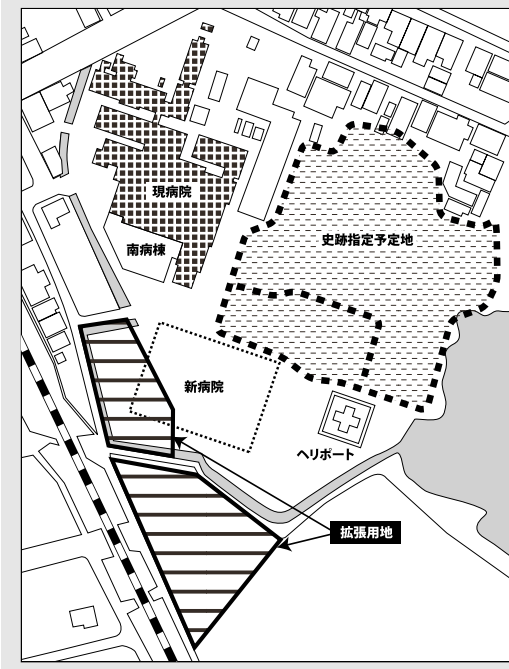 現病院
南病棟
史跡指定予定地
新病院
ヘリポート
拡張用地